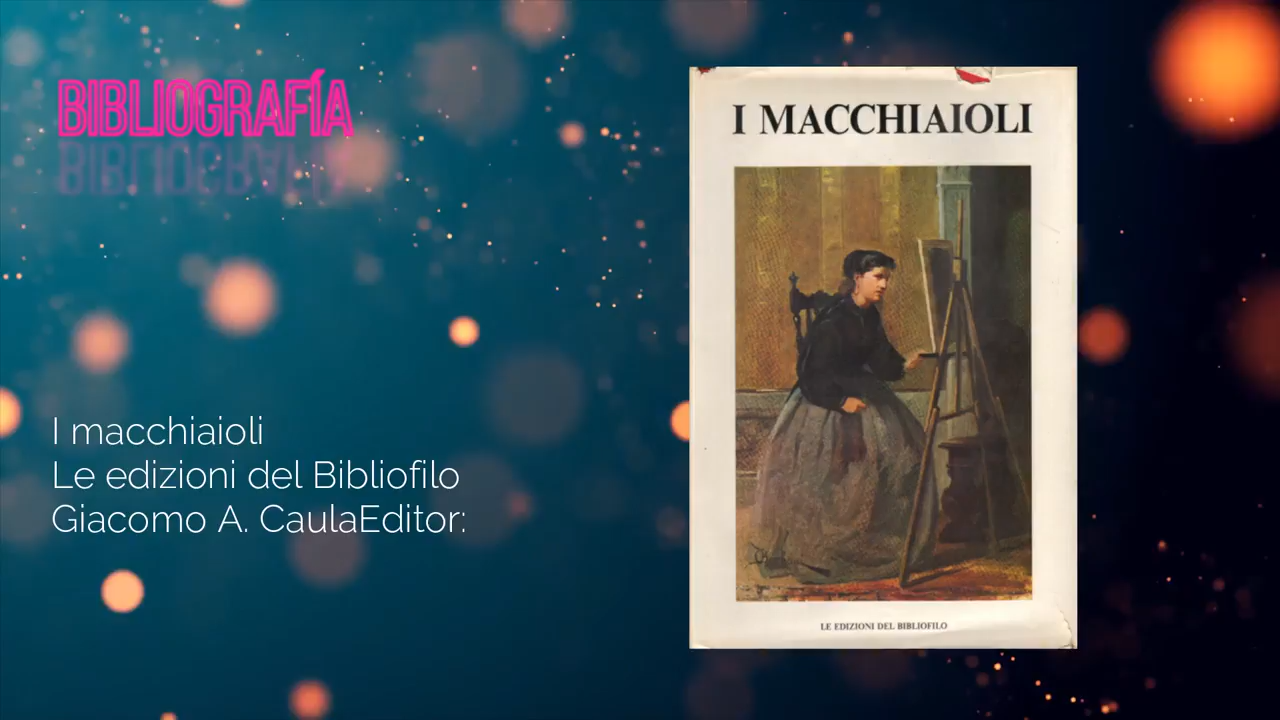 BIBLIOGRAFÍA
I macchiaioli
Le edizioni del Bibliofilo
Giacomo A. CaulaEditor:
I MACCHIAIOLI
LE EDIZIONI DEL BIBLIOFILO